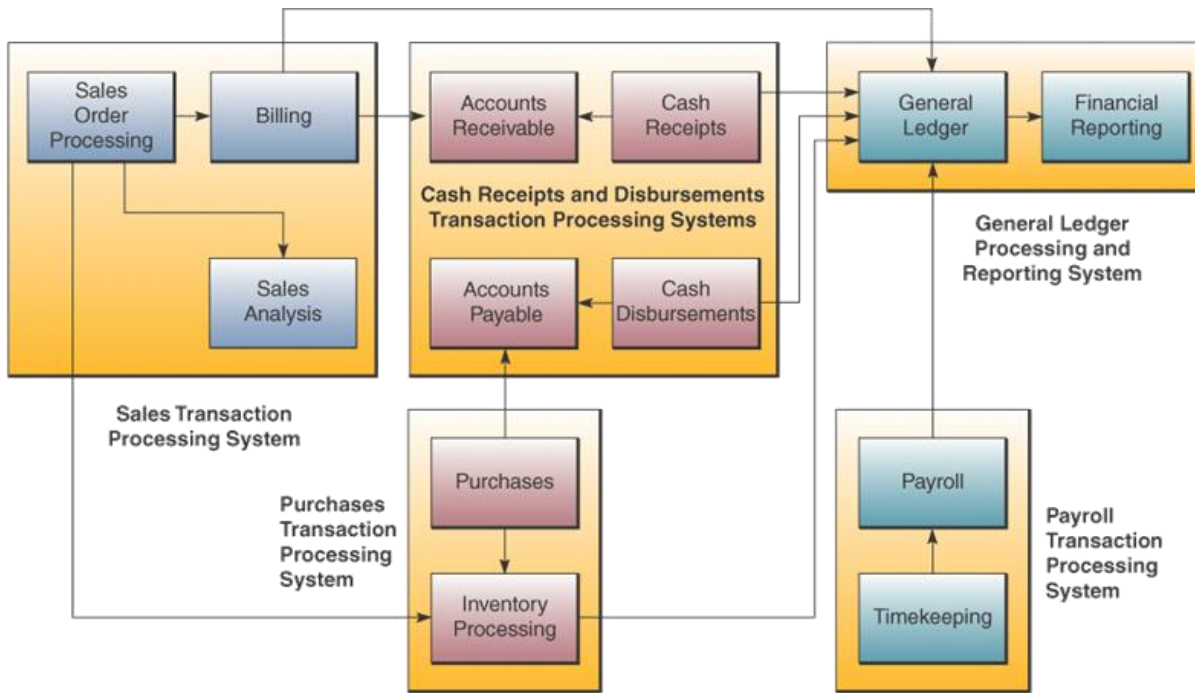 Sales
Order
Processing
Billing
Sales
Analysis
Sales Transaction
Processing System
Accounts
Receivable
Cash
Receipts
Cash Receipts and Disbursements
Transaction Processing Systems
Accounts
Payable
Cash
Disbursements
General
Ledger
Financial
Reporting
General Ledger
Processing and
Reporting System
Purchases
Transaction
Processing
System
Purchases
Inventory
Processing
Payroll
Timekeeping
Payroll
Transaction
Processing
System